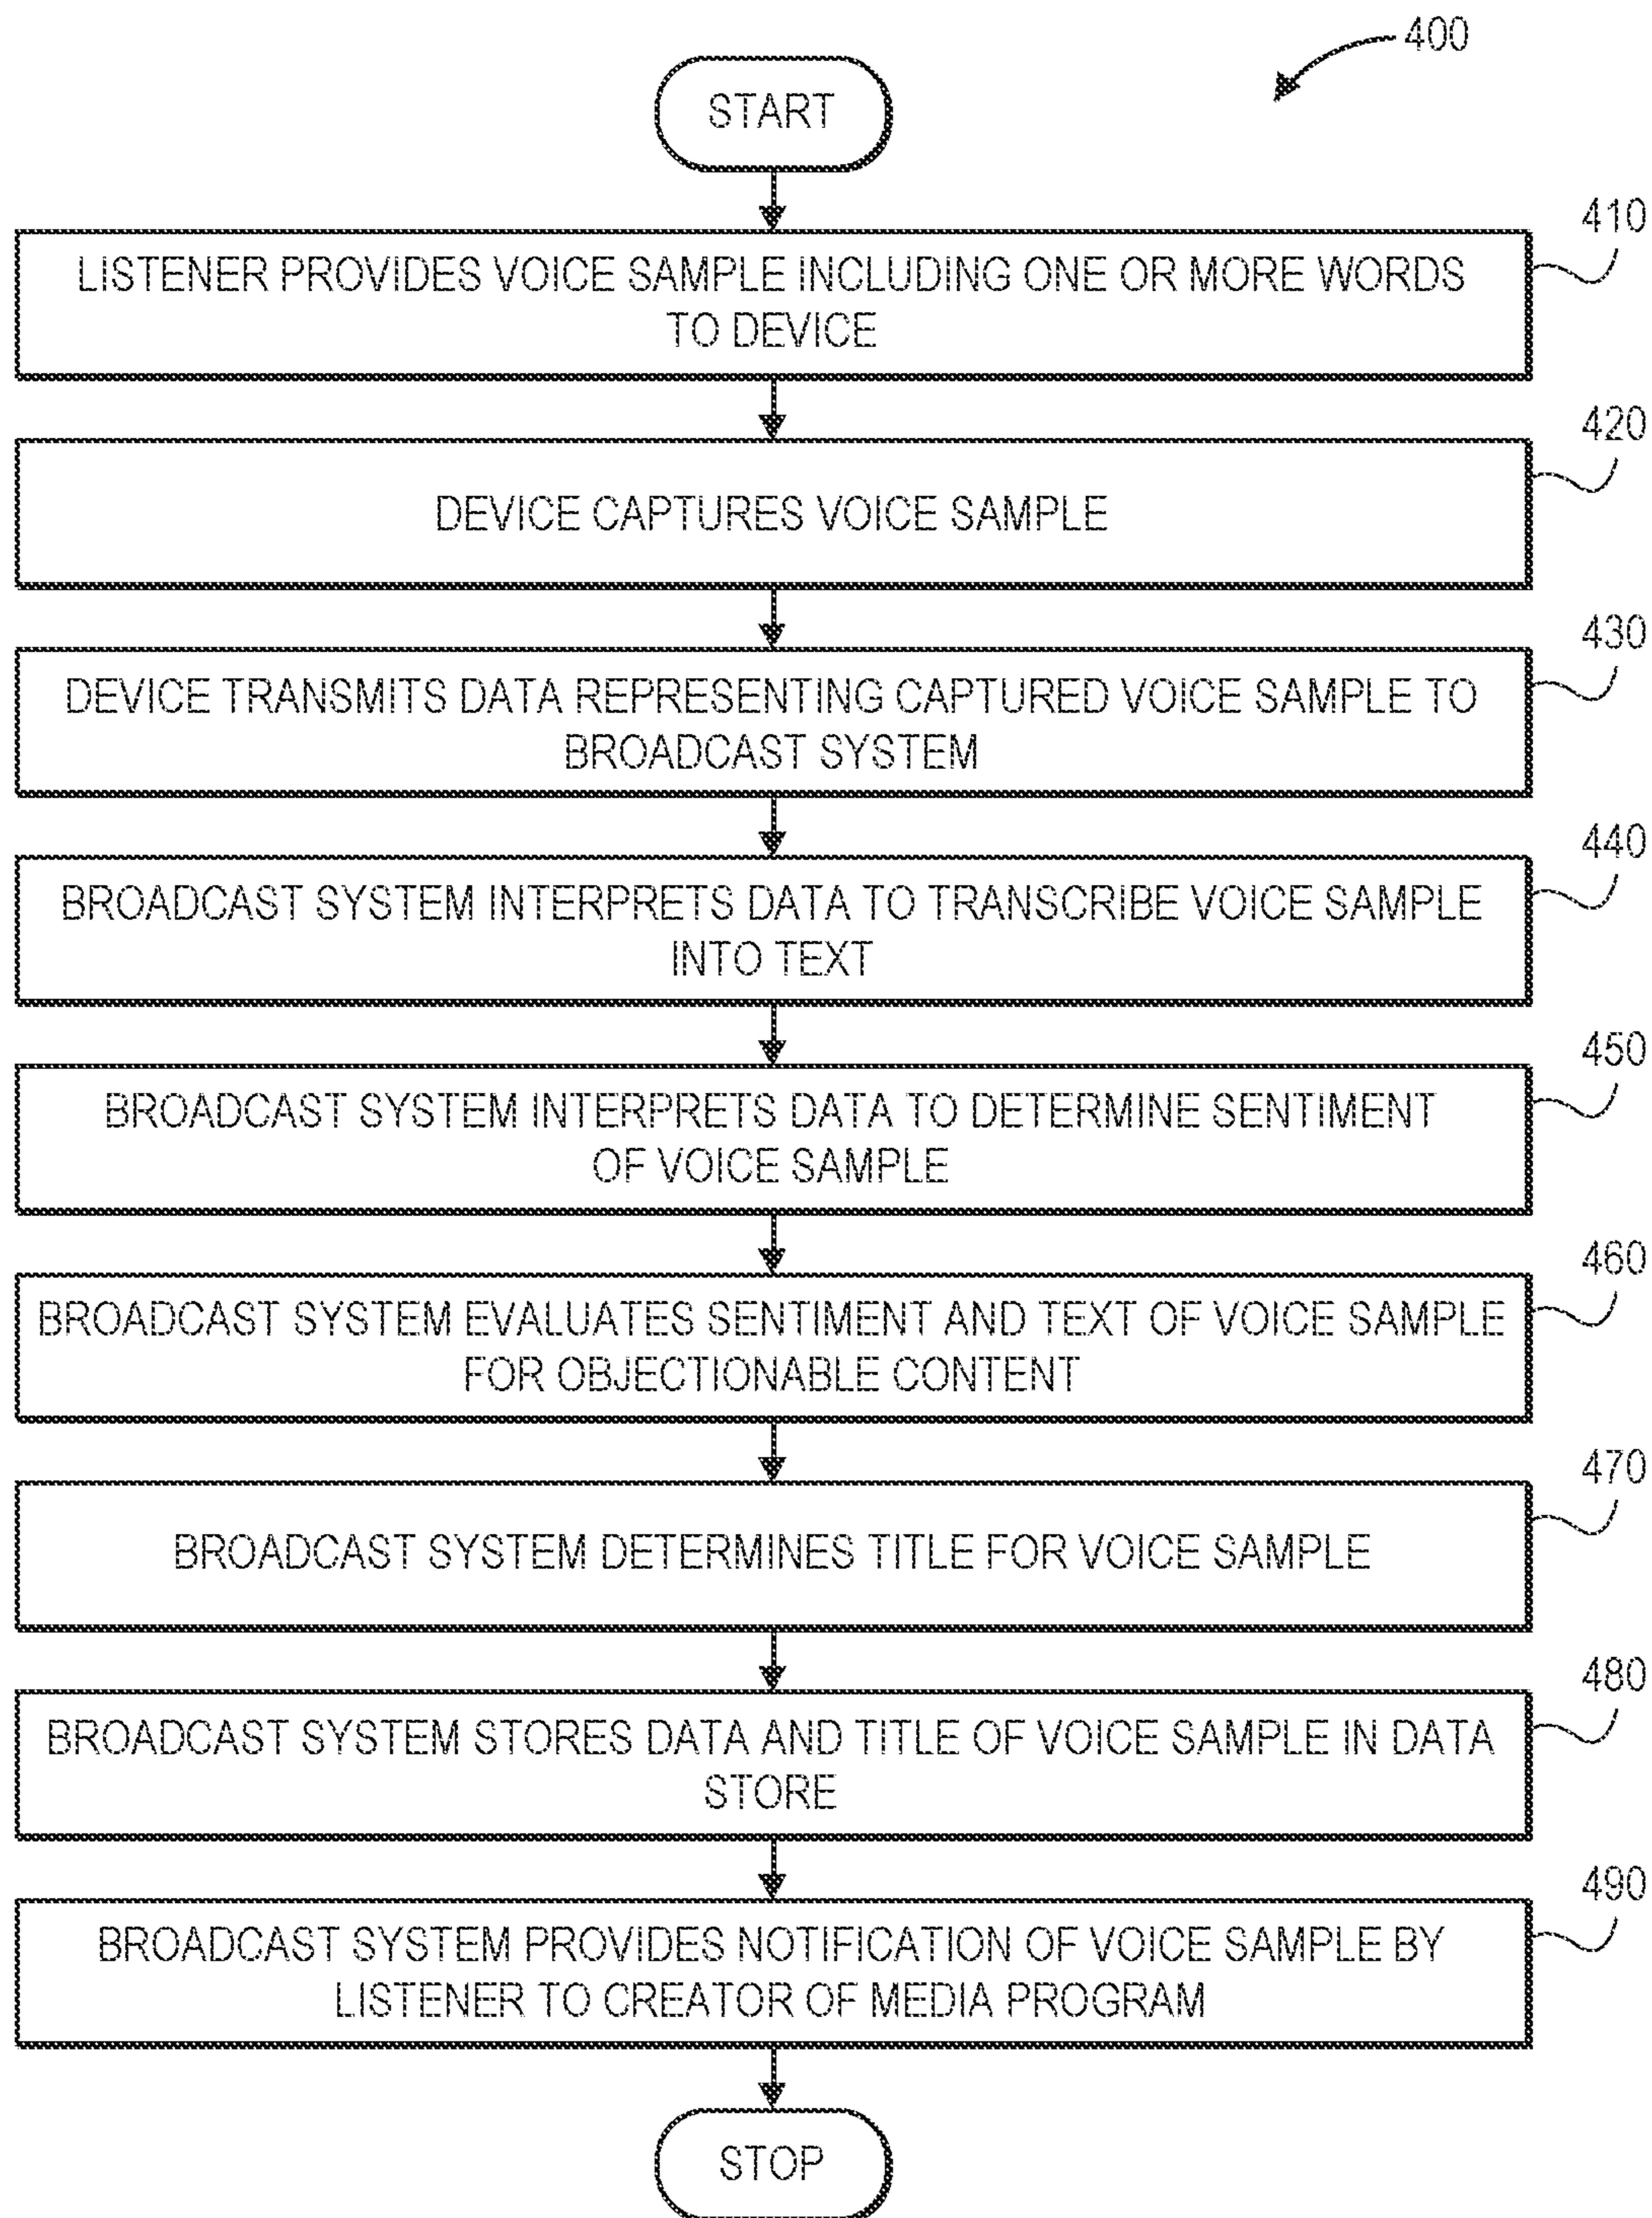 400
START
410
LISTENER PROVIDES VOICE SAMPLE INCLUDING ONE OR MORE WORDS
TO DEVICE
420
DEVICE CAPTURES VOICE SAMPLE
430
DEVICE TRANSMITS DATA REPRESENTING CAPTURED VOICE SAMPLE TO
BROADCAST SYSTEM
440
BROADCAST SYSTEM INTERPRETS DATA TO TRANSCRIBE VOICE SAMPLE
INTO TEXT
450
BROADCAST SYSTEM INTERPRETS DATA TO DETERMINE SENTIMENT
OF VOICE SAMPLE
460
BROADCAST SYSTEM EVALUATES SENTIMENT AND TEXT OF VOICE SAMPLE
FOR OBJECTIONABLE CONTENT
470
BROADCAST SYSTEM DETERMINES TITLE FOR VOICE SAMPLE
480
BROADCAST SYSTEM STORES DATA AND TITLE OF VOICE SAMPLE IN DATA
STORE
490
BROADCAST SYSTEM PROVIDES NOTIFICATION OF VOICE SAMPLE BY
LISTENER TO CREATOR OF MEDIA PROGRAM
STOP